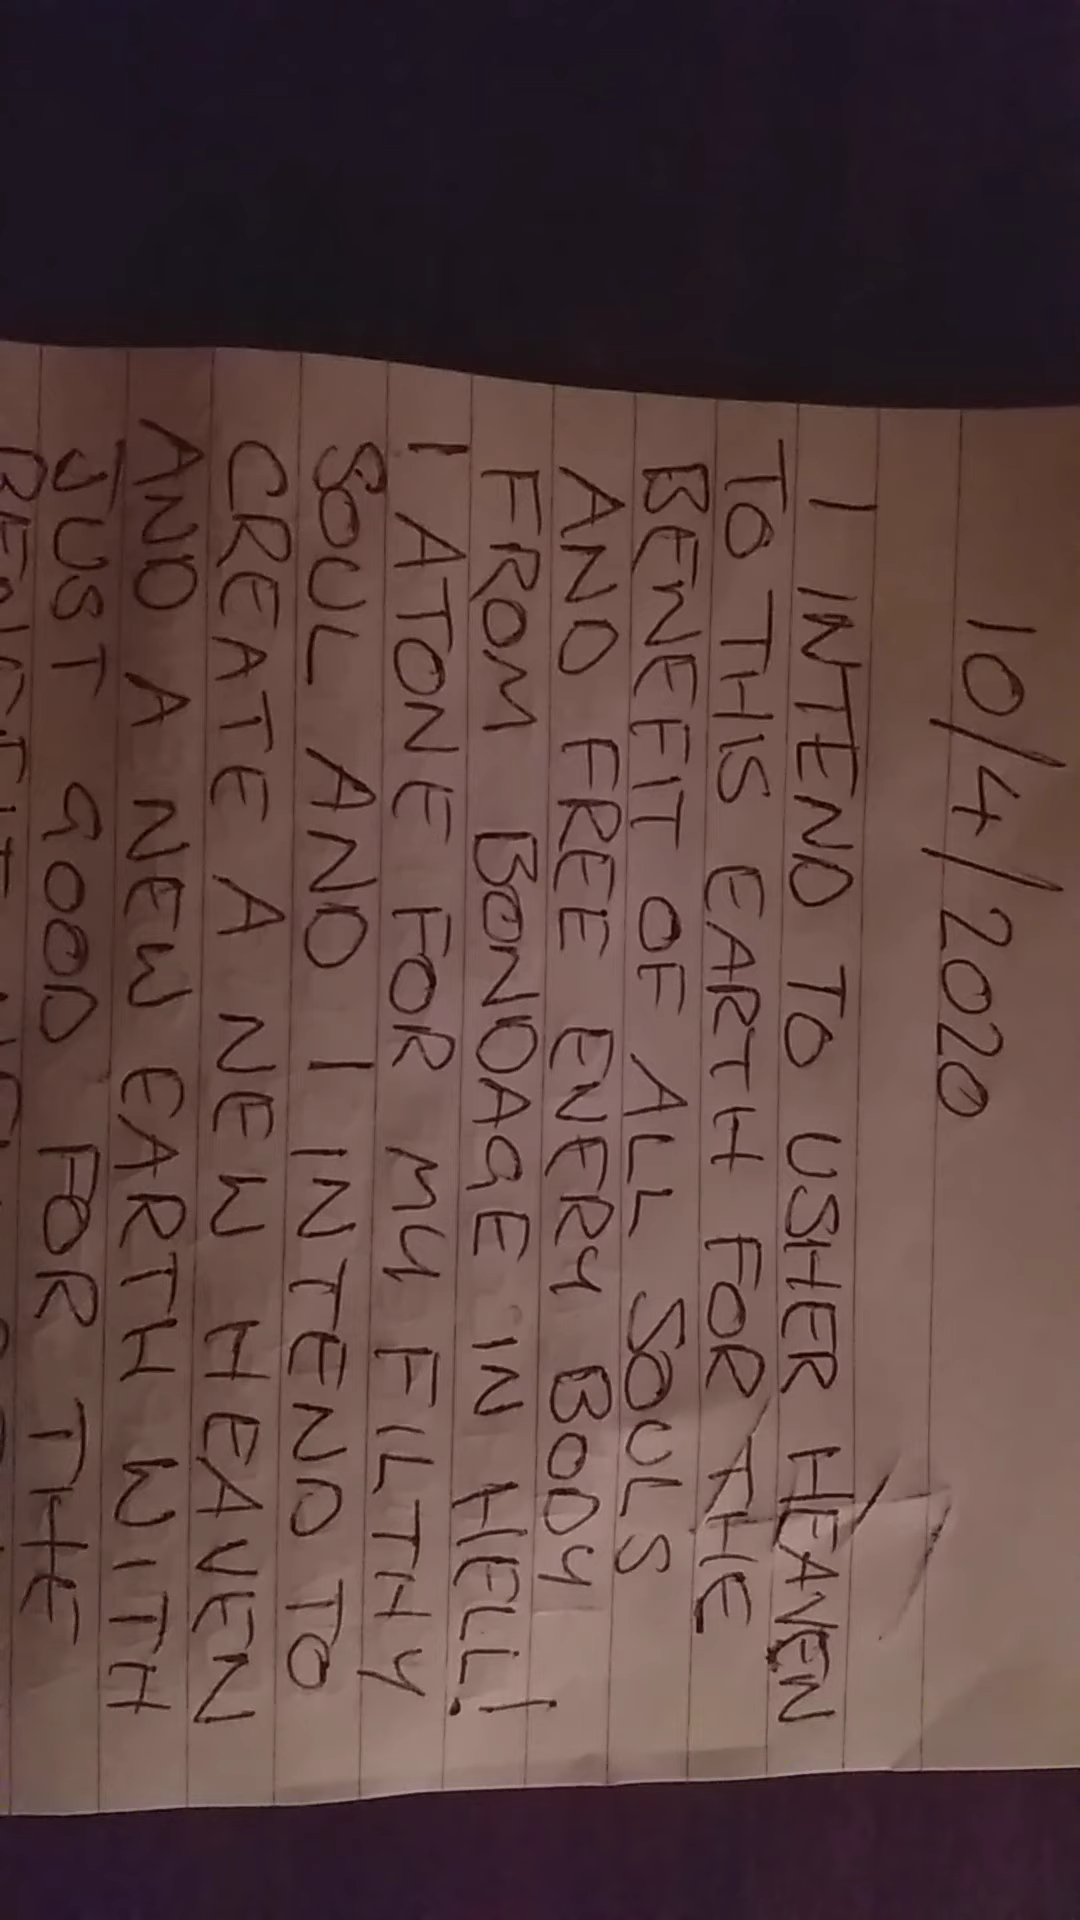 10/4/2020
I INTEND TO USHER HEAVEN
TO THIS EARTH FOR THE
BENEFIT OF ALL SOULS
AND FREE ENERY BODY
FROM BONDAGE IN HELL!
I ATONE FOR MY FILTHY
SOUL AND I INTEND TO
CREATE A NEW HEAVEN
AND A NEW EARTH WITH
JUST GOOD FOR THE